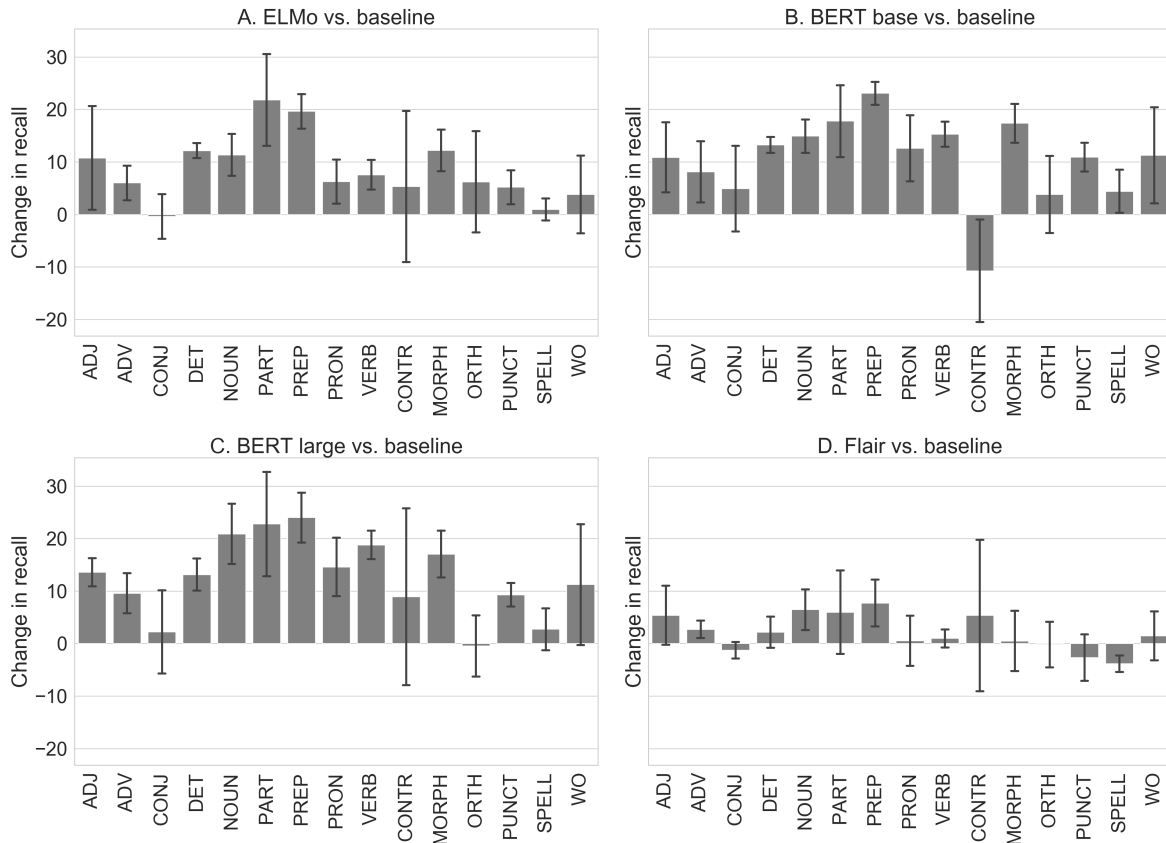 A. ELMo vs. baseline
Change in recall
30
20
10
0
−10
−20
ADJ ADV CONJ DET NOUN PART PREP PRON VERB CONTR MORPH ORTH PUNCT SPELL WO
B. BERT base vs. baseline
Change in recall
ADJ ADV CONJ DET NOUN PART PREP PRON VERB CONTR MORPH ORTH PUNCT SPELL WO
C. BERT large vs. baseline
Change in recall
30
20
10
0
−10
−20
ADJ ADV CONJ DET NOUN PART PREP PRON VERB CONTR MORPH ORTH PUNCT SPELL WO
D. Flair vs. baseline
Change in recall
ADJ ADV CONJ DET NOUN PART PREP PRON VERB CONTR MORPH ORTH PUNCT SPELL WO